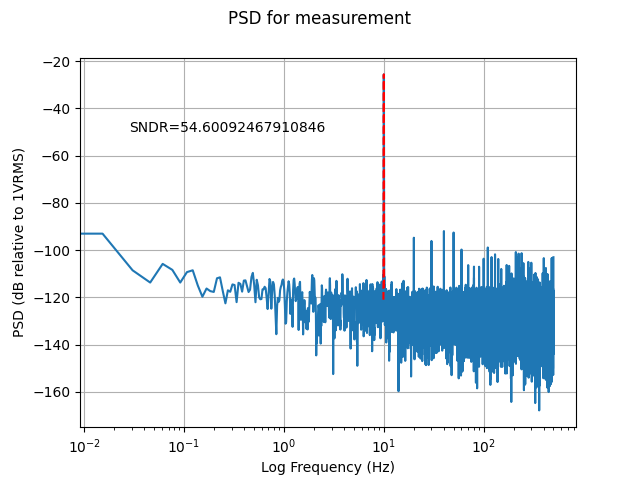 PSD for measurement
−20
−40
−60
−80
−100
−120
−140
−160
PSD (dB relative to 1VRMS)
SNDR=54.60092467910846
10⁻² 10⁻¹ 10⁰ 10¹ 10²
Log Frequency (Hz)